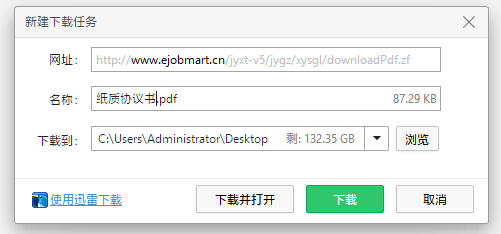 新建下载任务
网址: http://www.ejobmart.cn/jyxt-v5/jygz/xysgl/downloadPdf.zf
名称: 纸质协议书.pdf 87.29 KB
下载到: C:\Users\Administrator\Desktop 剩: 132.35 GB 浏览
使用迅雷下载 下载并打开 下载 取消